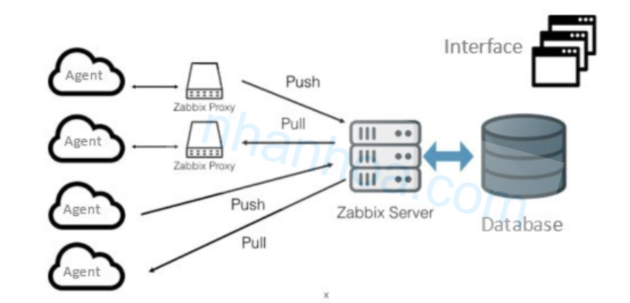 Interface
Agent
Push
Zabbix Proxy
Pull
Agent
Zabbix Proxy
Agent
Push
Zabbix Server
Database
Pull
Agent
x
nhanhoa.com